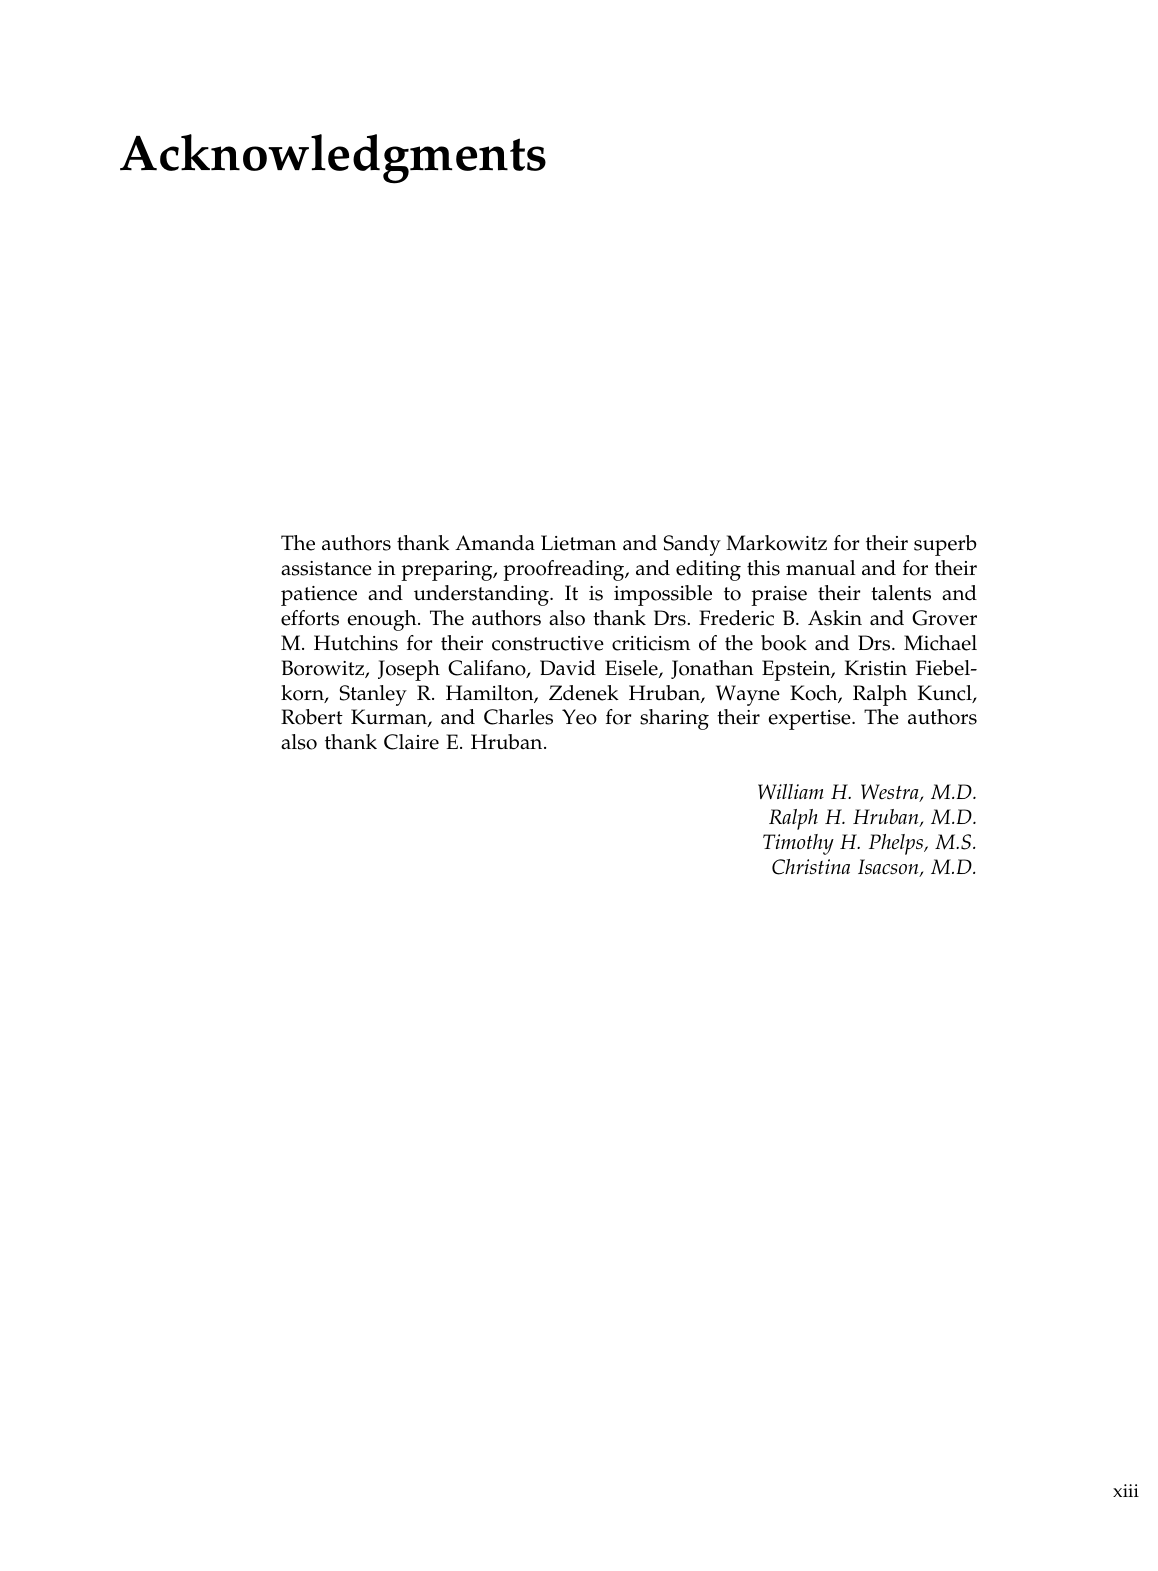 Acknowledgments
The authors thank Amanda Lietman and Sandy Markowitz for their superb
assistance in preparing, proofreading, and editing this manual and for their
patience and understanding. It is impossible to praise their talents and
efforts enough. The authors also thank Drs. Frederic B. Askin and Grover
M. Hutchins for their constructive criticism of the book and Drs. Michael
Borowitz, Joseph Califano, David Eisele, Jonathan Epstein, Kristin Fiebel-
korn, Stanley R. Hamilton, Zdenek Hruban, Wayne Koch, Ralph Kuncl,
Robert Kurman, and Charles Yeo for sharing their expertise. The authors
also thank Claire E. Hruban.
William H. Westra, M.D.
Ralph H. Hruban, M.D.
Timothy H. Phelps, M.S.
Christina Isacson, M.D.
xiii